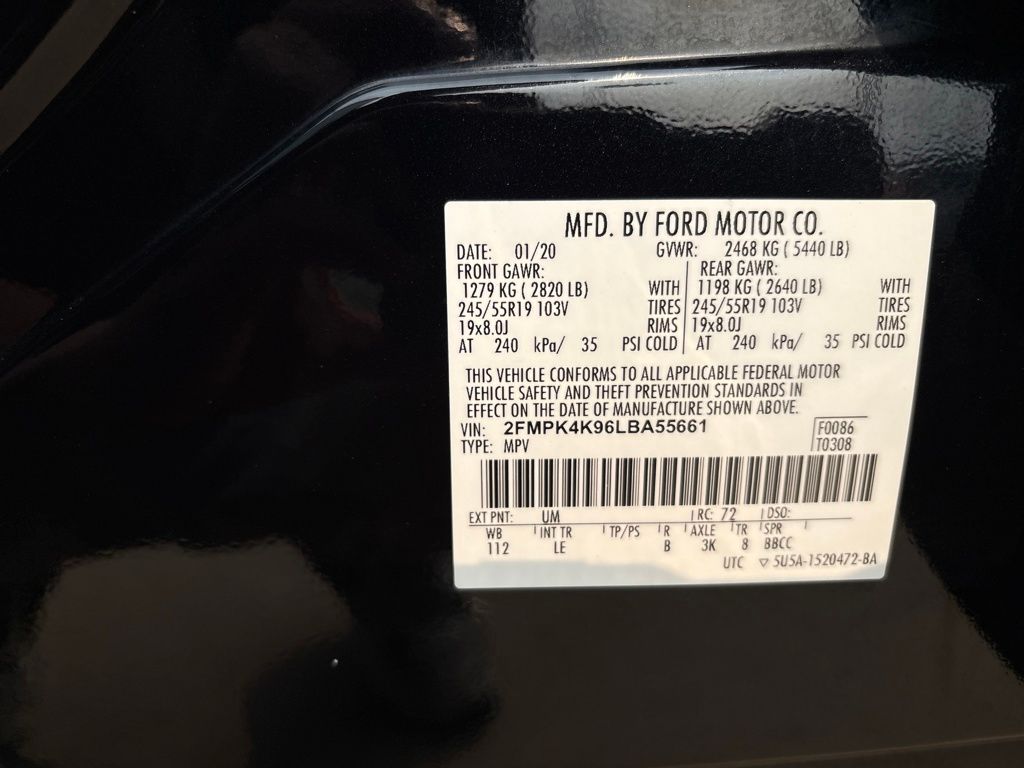 MFD. BY FORD MOTOR CO.
DATE: 01/20 GVWR: 2468 KG ( 5440 LB)
FRONT GAWR: REAR GAWR:
1279 KG ( 2820 LB) WITH 1198 KG ( 2640 LB) WITH
245/55R19 103V TIRES 245/55R19 103V TIRES
19x8.0J RIMS 19x8.0J RIMS
AT 240 kPa/ 35 PSI COLD AT 240 kPa/ 35 PSI COLD
THIS VEHICLE CONFORMS TO ALL APPLICABLE FEDERAL MOTOR
VEHICLE SAFETY AND THEFT PREVENTION STANDARDS IN
EFFECT ON THE DATE OF MANUFACTURE SHOWN ABOVE.
VIN: 2FMPK4K96LBA55661 F0086
TYPE: MPV T0308
EXT PNT: UM RC: 72 DSO:
WB INT TR TP/PS R AXLE TR SPR
112 LE B 3K 8 BBCC
UTC ▽ 5U5A-1520472-BA